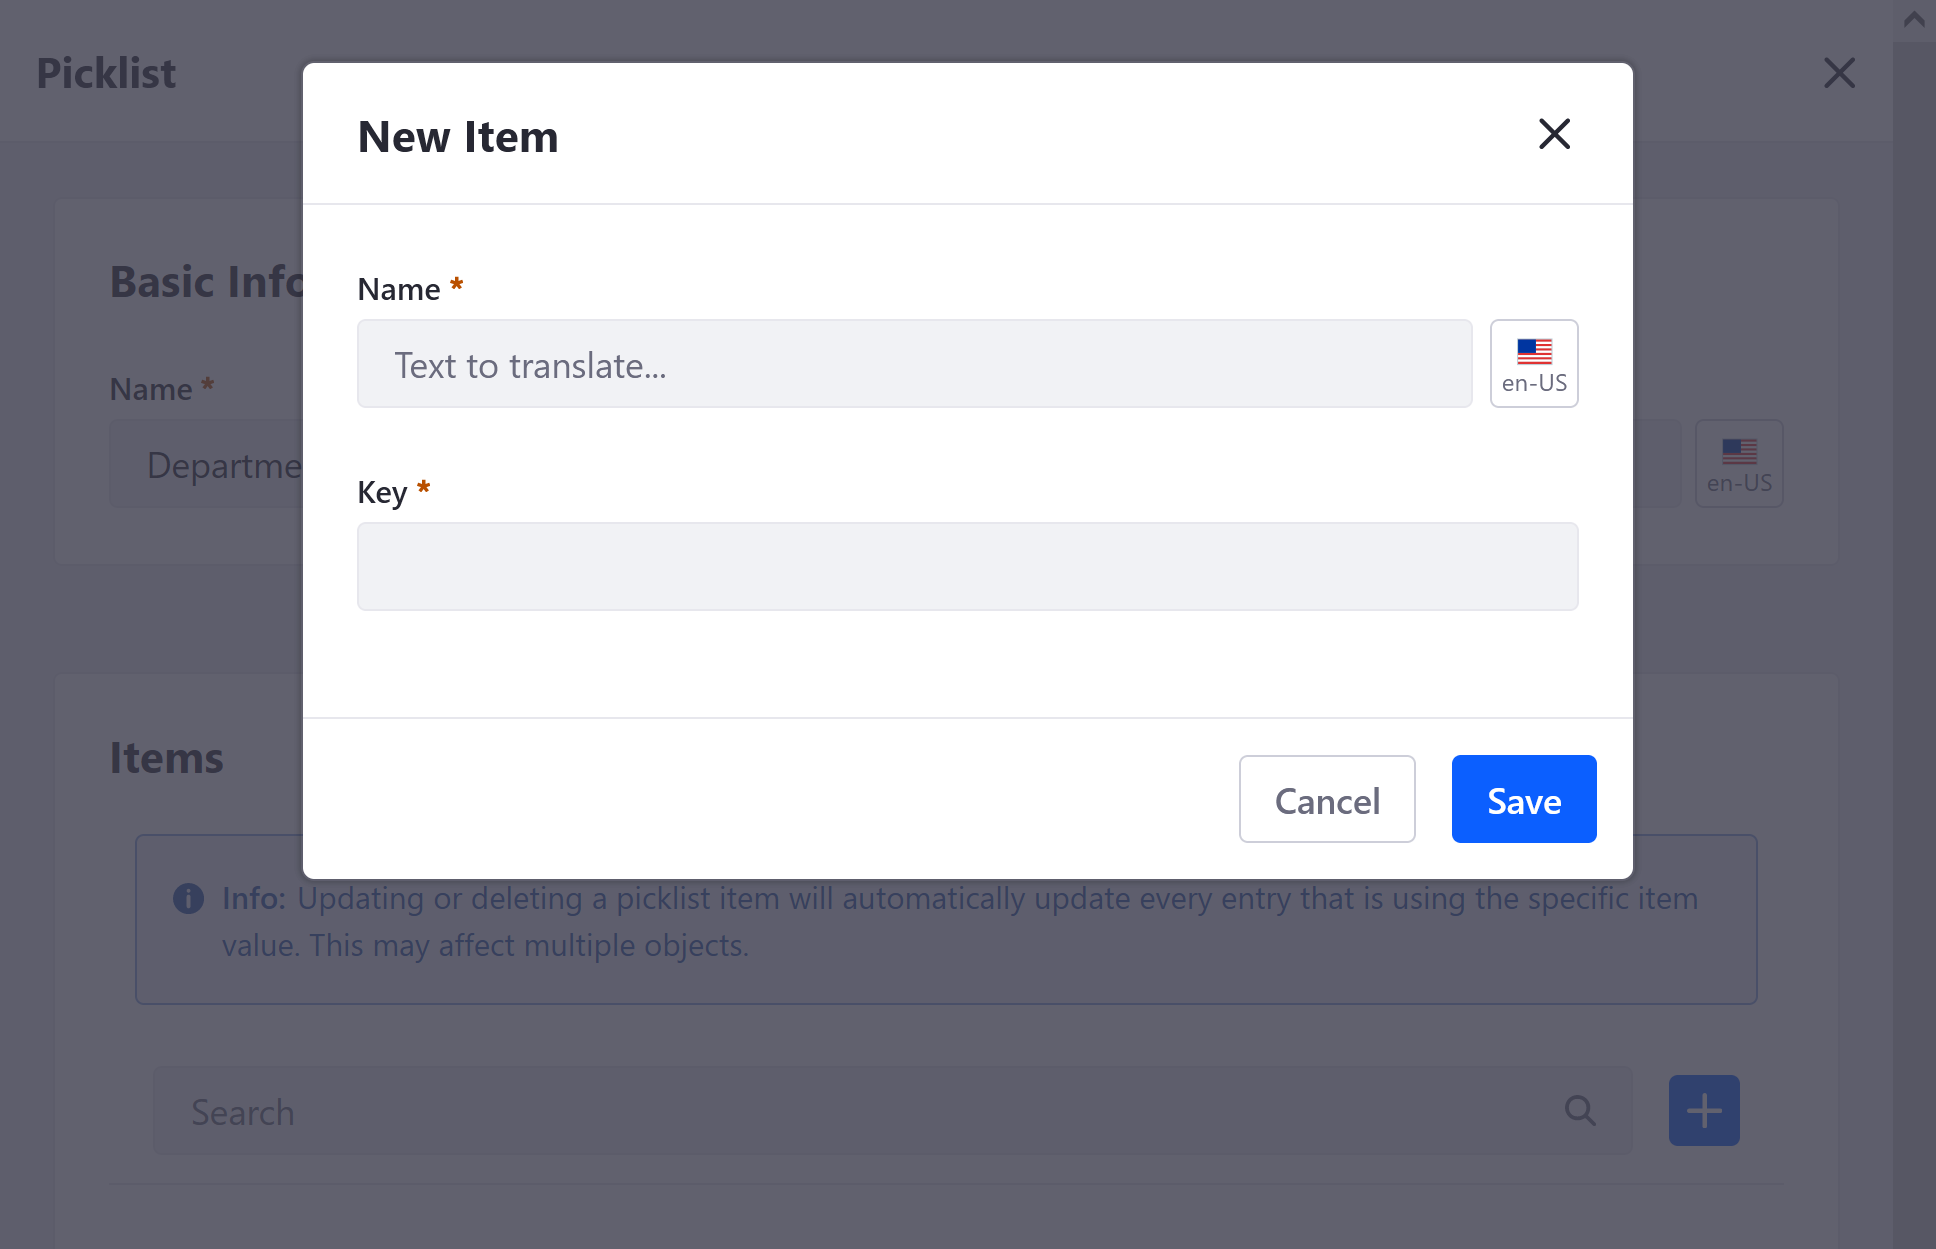 Picklist
New Item
Basic Info
Name *
Departme
en-US
Name *
Text to translate...
en-US
Key *
Cancel
Save
Items
Info: Updating or deleting a picklist item will automatically update every entry that is using the specific item
value. This may affect multiple objects.
Search